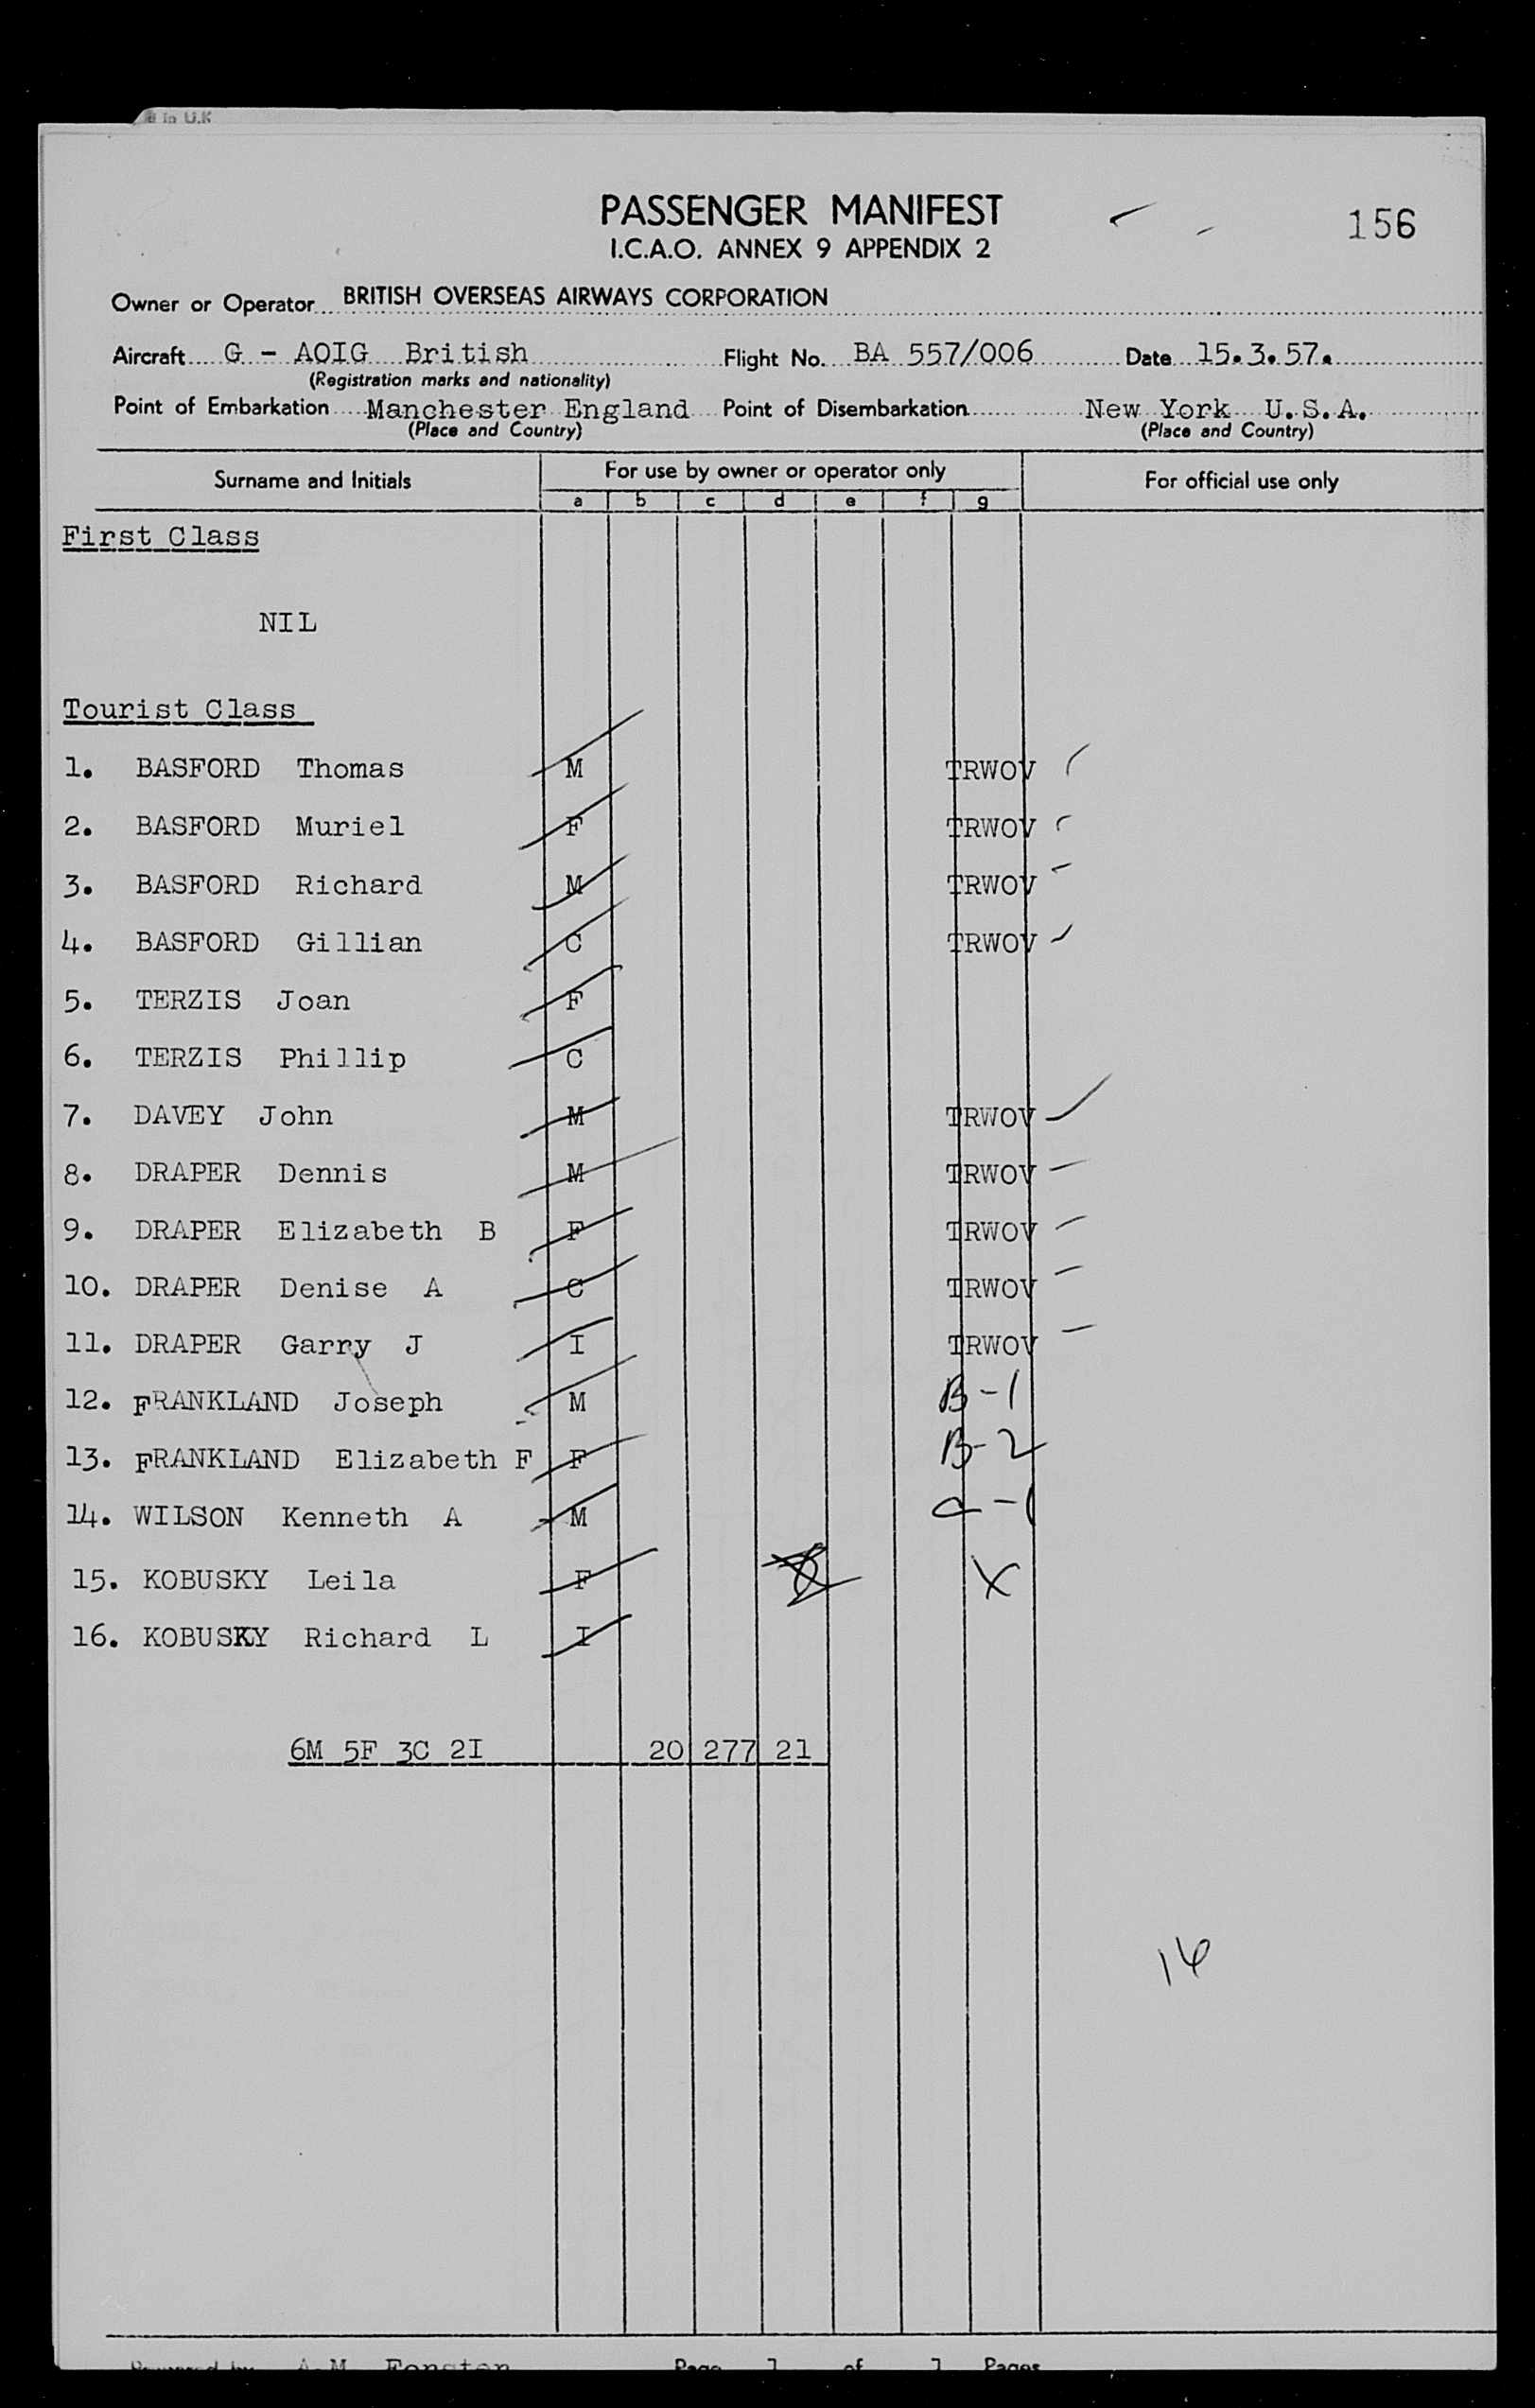 e in U.K
PASSENGER MANIFEST
I.C.A.O. ANNEX 9 APPENDIX 2
156
Owner or Operator BRITISH OVERSEAS AIRWAYS CORPORATION
Aircraft G - AOIG British Flight No. BA 557/006 Date 15.3.57.
(Registration marks and nationality)
Point of Embarkation Manchester England Point of Disembarkation New York U.S.A.
(Place and Country) (Place and Country)
Surname and Initials For use by owner or operator only For official use only
a b c d e f g
First Class
NIL
Tourist Class
1. BASFORD Thomas M TRWOV
2. BASFORD Muriel F TRWOV
3. BASFORD Richard M TRWOV
4. BASFORD Gillian C TRWOV
5. TERZIS Joan F
6. TERZIS Phillip C
7. DAVEY John M TRWOV
8. DRAPER Dennis M TRWOV
9. DRAPER Elizabeth B F TRWOV
10. DRAPER Denise A C TRWOV
11. DRAPER Garry J I TRWOV
12. FRANKLAND Joseph M B-1
13. FRANKLAND Elizabeth F F B-2
14. WILSON Kenneth A M a-1
15. KOBUSKY Leila F X
16. KOBUSKY Richard L I
6M 5F 3C 2I 20 277 21
16
Prepared by A.M. Page 1 of 1 Pages